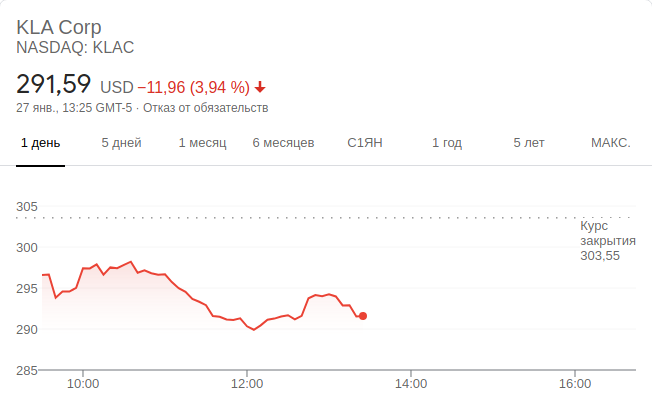 KLA Corp
NASDAQ: KLAC
291,59 USD −11,96 (3,94 %)
27 янв., 13:25 GMT-5 · Отказ от обязательств
1 день 5 дней 1 месяц 6 месяцев С1ЯН 1 год 5 лет МАКС.
305
Курс
закрытия
303,55
300
295
290
285
10:00 12:00 14:00 16:00